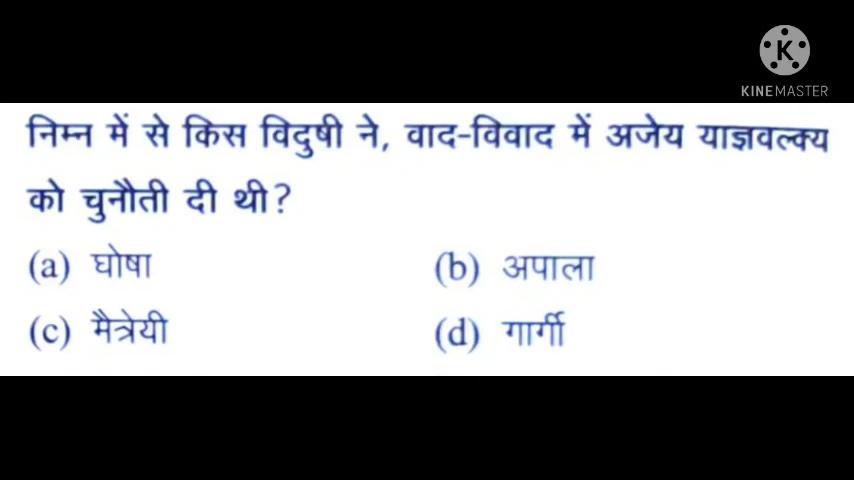 K
KINEMASTER
निम्न में से किस विदुषी ने, वाद-विवाद में अजेय याज्ञवल्क्य
को चुनौती दी थी?
(a) घोषा (b) अपाला
(c) मैत्रेयी (d) गार्गी